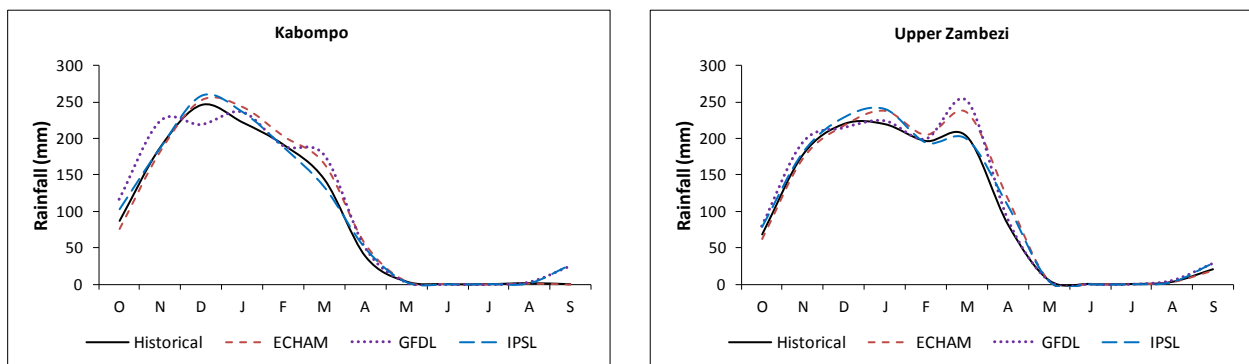 Kabompo
300
250
200
150
100
50
0
Rainfall (mm)
O N D J F M A M J J A S
Historical ECHAM GFDL IPSL
Upper Zambezi
300
250
200
150
100
50
0
Rainfall (mm)
O N D J F M A M J J A S
Historical ECHAM GFDL IPSL